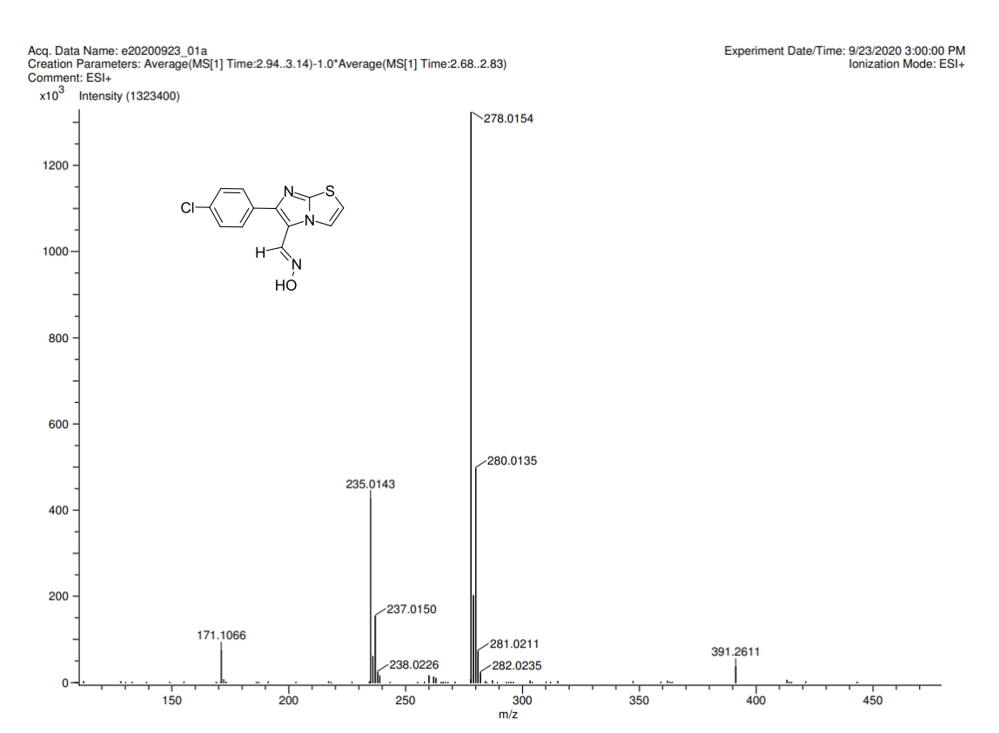 Acq. Data Name: e20200923_01a
Experiment Date/Time: 9/23/2020 3:00:00 PM
Creation Parameters: Average(MS[1] Time:2.94..3.14)-1.0*Average(MS[1] Time:2.68..2.83)
Ionization Mode: ESI+
Comment: ESI+
x10³ Intensity (1323400)
278.0154
1200
N
S
Cl
N
1000
H
N
HO
800
600
280.0135
235.0143
400
200
237.0150
171.1066
281.0211
391.2611
238.0226
282.0235
0
150 200 250 300 350 400 450
m/z